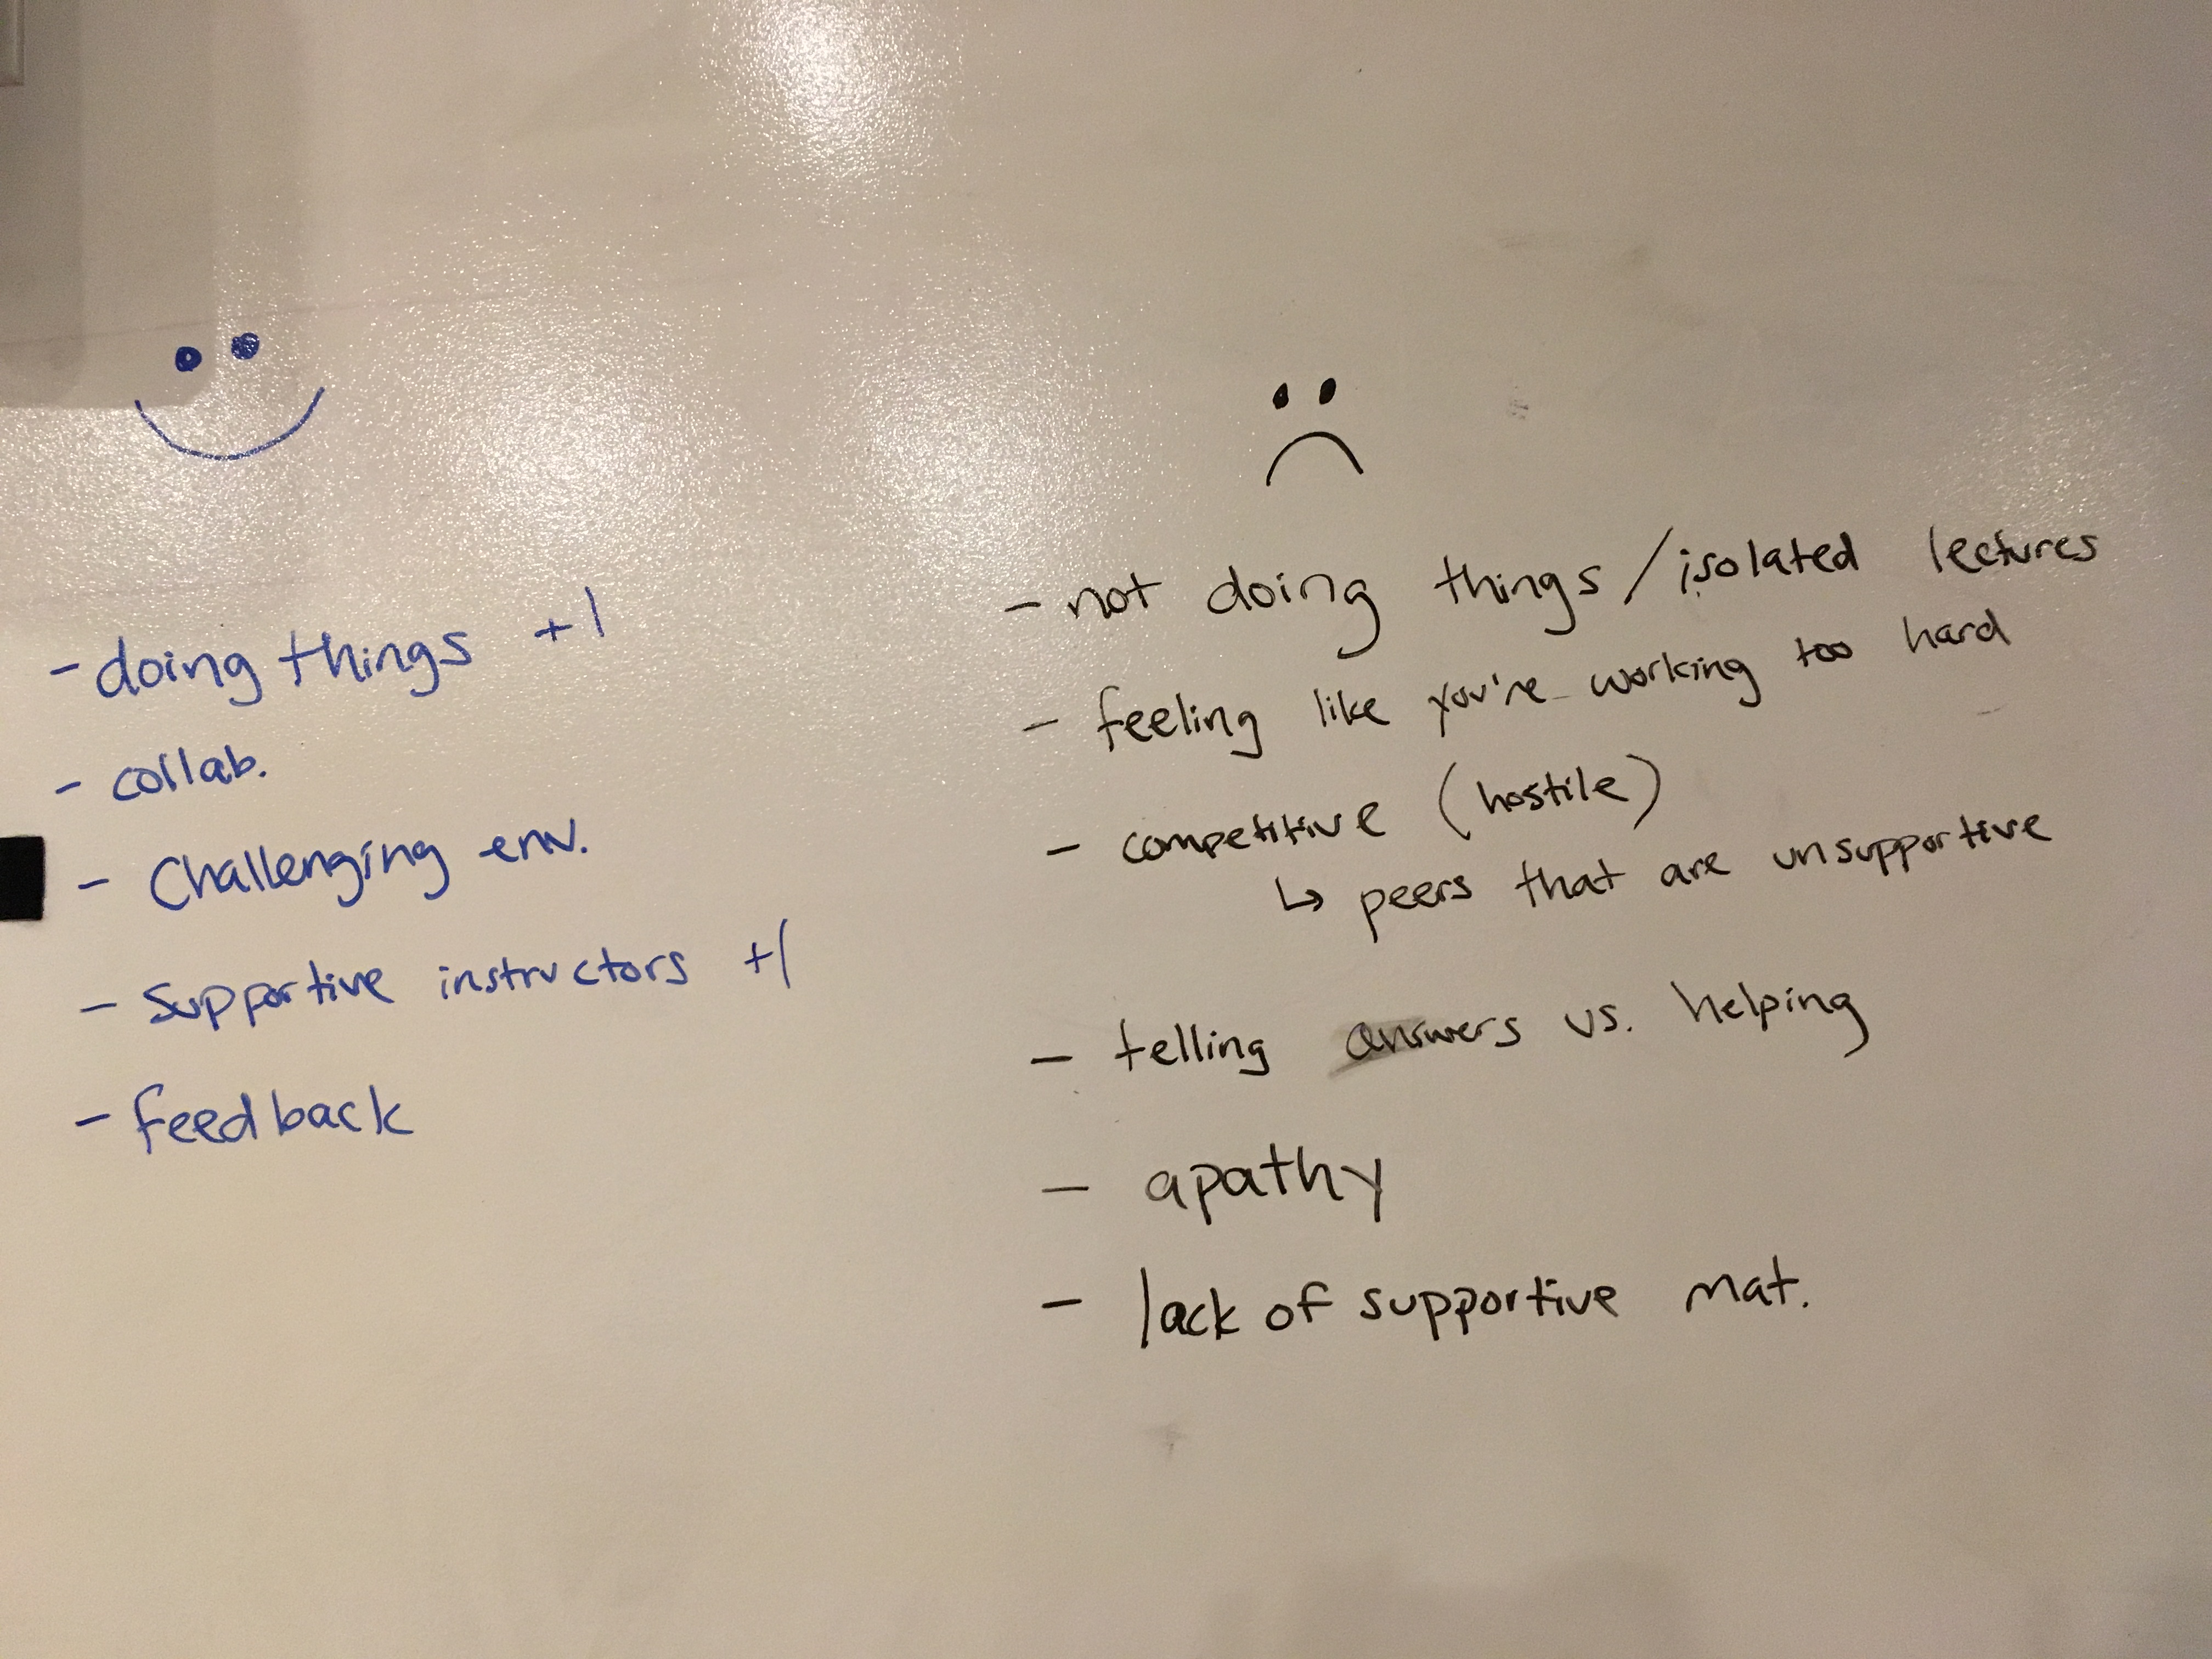 - doing things +1
- collab.
- Challenging env.
- Supportive instructors +1
- feedback
- not doing things / isolated lectures
- feeling like you're working too hard
- competitive (hostile)
↳ peers that are unsupportive
- telling answers vs. helping
- apathy
- lack of supportive mat.